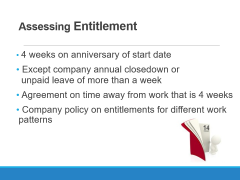 Assessing Entitlement
• 4 weeks on anniversary of start date
• Except company annual closedown or
unpaid leave of more than a week
• Agreement on time away from work that is 4 weeks
• Company policy on entitlements for different work
patterns
14